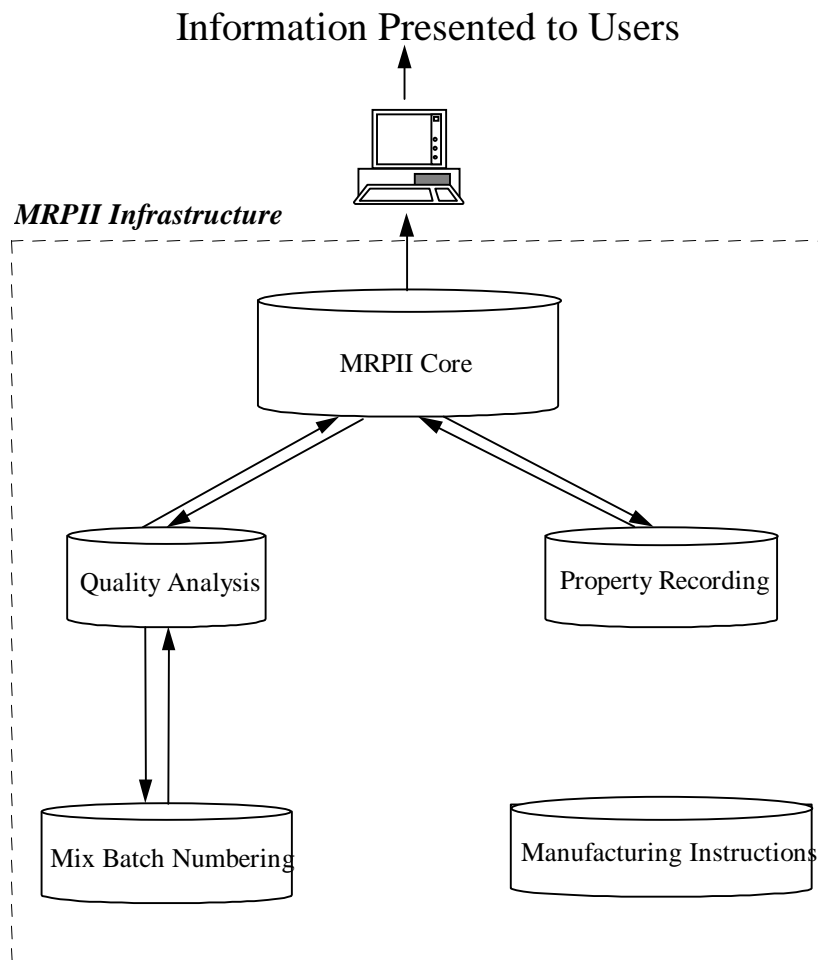 Information Presented to Users
MRPII Infrastructure
MRPII Core
Quality Analysis
Property Recording
Mix Batch Numbering
Manufacturing Instructions